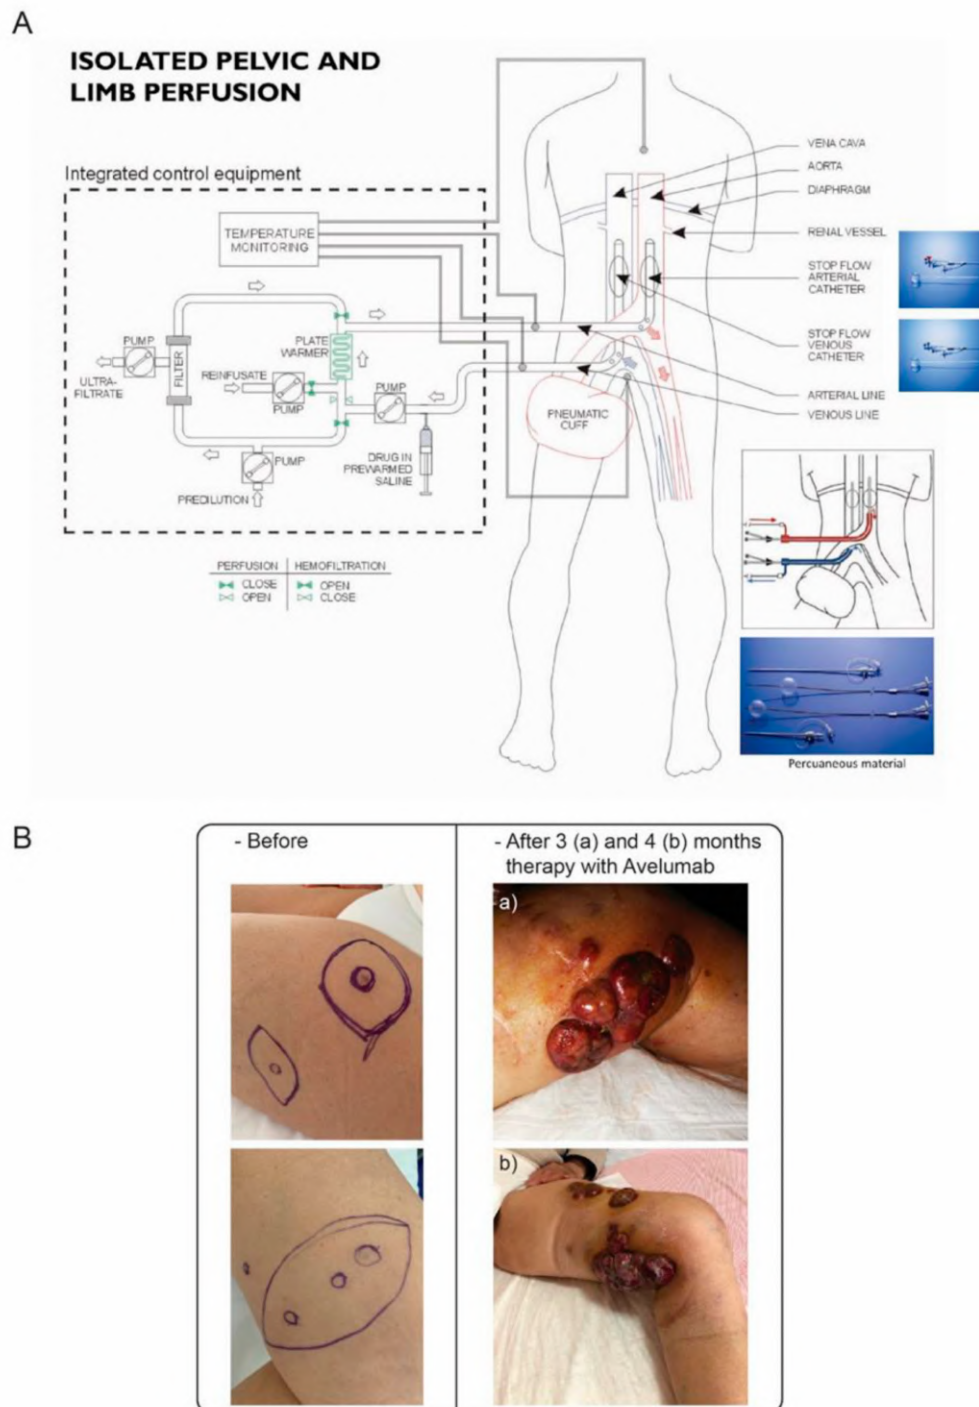 A
ISOLATED PELVIC AND
LIMB PERFUSION
Integrated control equipment
TEMPERATURE
MONITORING
PUMP
ULTRA-
FILTRATE
FILTER
PLATE
WARMER
REINFUSATE
PUMP
PUMP
PUMP
PREDILUTION
DRUG IN
PREWARMED
SALINE
PNEUMATIC
CUFF
VENA CAVA
AORTA
DIAPHRAGM
RENAL VESSEL
STOP FLOW
ARTERIAL
CATHETER
STOP FLOW
VENOUS
CATHETER
ARTERIAL LINE
VENOUS LINE
PERFUSION HEMOFILTRATION
CLOSE OPEN
OPEN CLOSE
Percuaneous material
B
- Before
- After 3 (a) and 4 (b) months
therapy with Avelumab
a)
b)